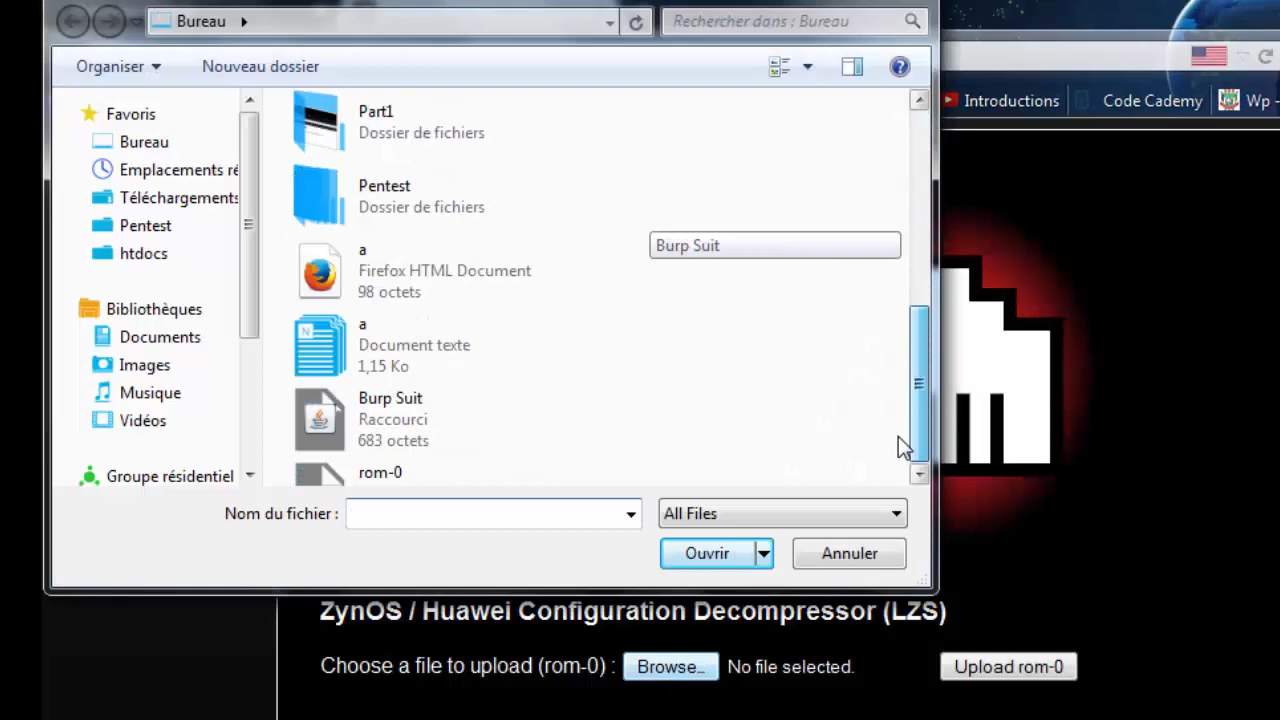 Bureau
Rechercher dans : Bureau
Organiser
Nouveau dossier
Introductions
Code Cademy
Wp -
Favoris
Bureau
Emplacements ré
Téléchargements
Pentest
htdocs
Bibliothèques
Documents
Images
Musique
Vidéos
Groupe résidentiel
Part1
Dossier de fichiers
Pentest
Dossier de fichiers
a
Firefox HTML Document
98 octets
a
Document texte
1,15 Ko
Burp Suit
Raccourci
683 octets
rom-0
Burp Suit
Nom du fichier :
All Files
Ouvrir
Annuler
ZynOS / Huawei Configuration Decompressor (LZS)
Choose a file to upload (rom-0) : Browse... No file selected. Upload rom-0